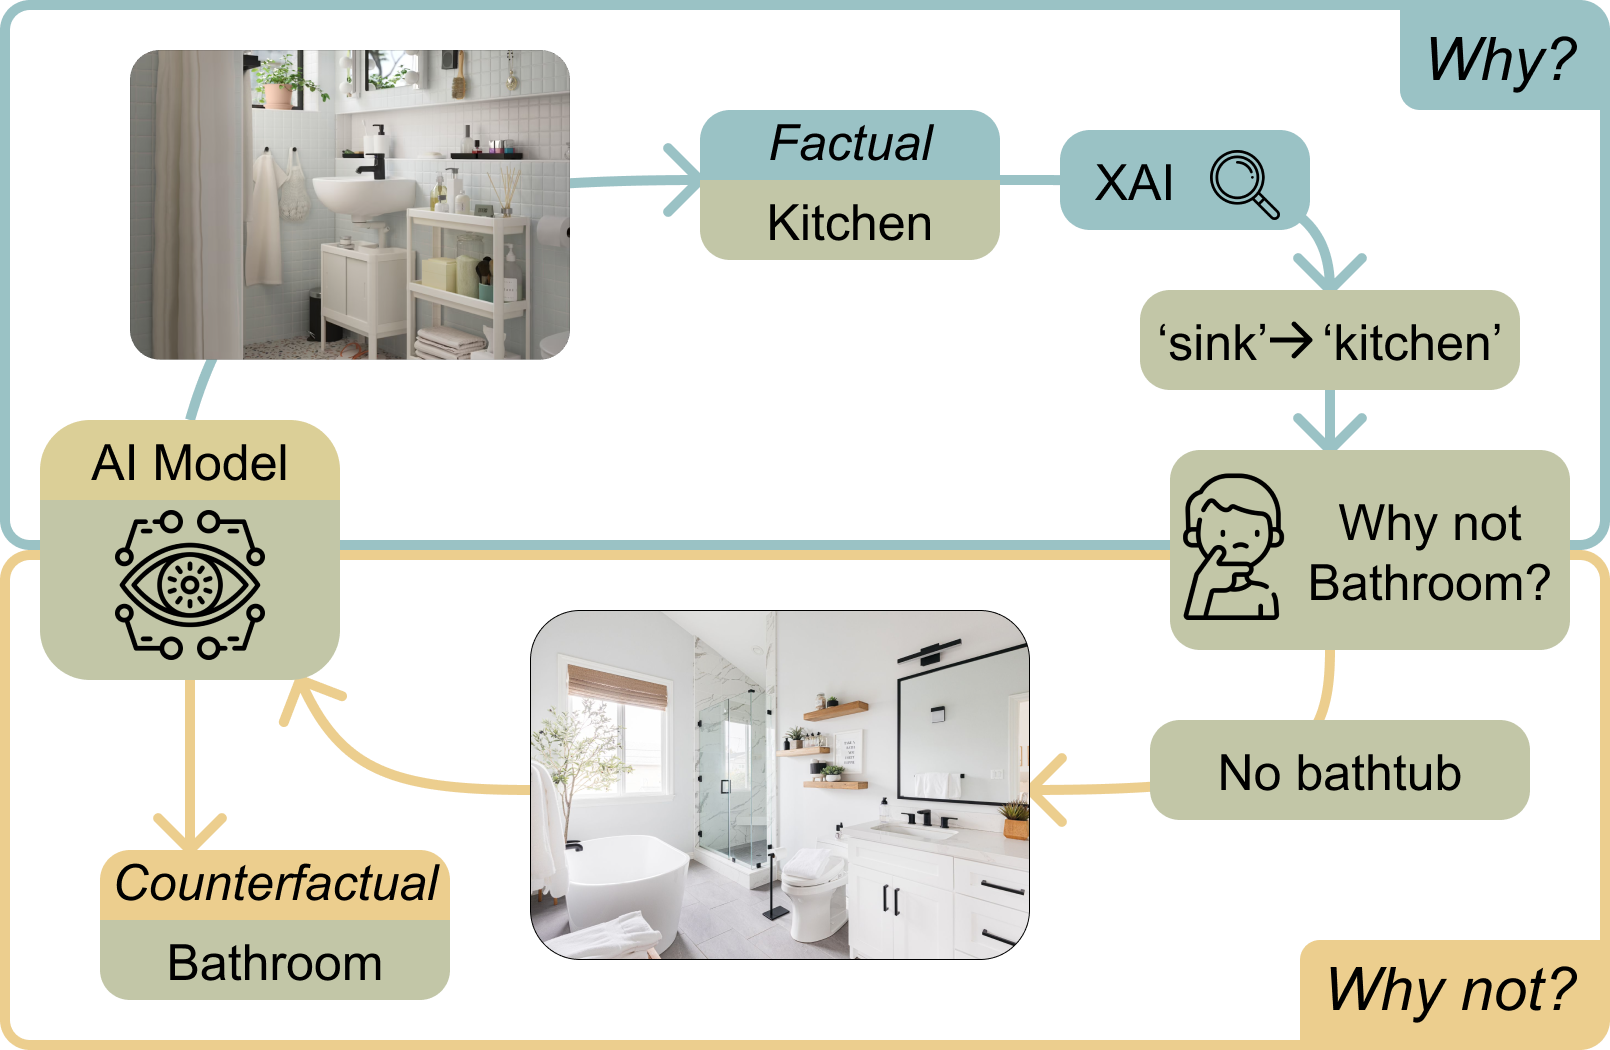 Why?
Factual
Kitchen
XAI
‘sink’→ ‘kitchen’
AI Model
Why not
Bathroom?
No bathtub
Counterfactual
Bathroom
Why not?